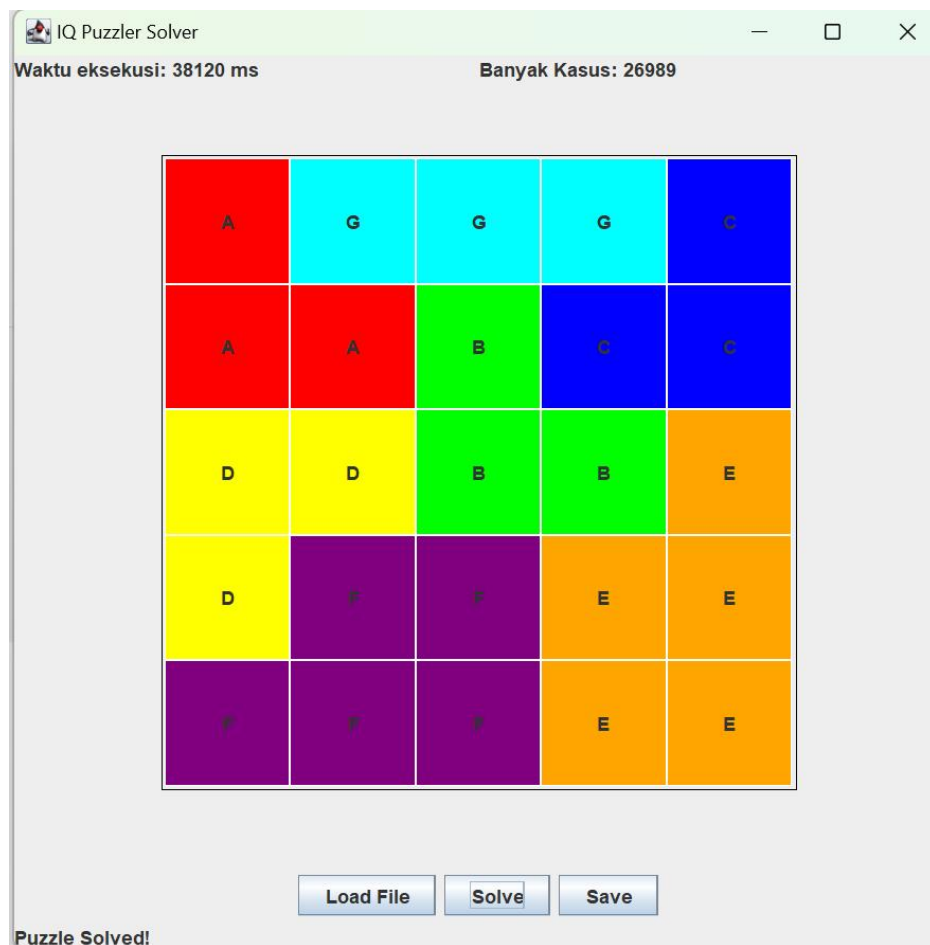 IQ Puzzler Solver
Waktu eksekusi: 38120 ms Banyak Kasus: 26989
A G G G C
A A B C C
D D B B E
D F F E E
F F F E E
Load File Solve Save
Puzzle Solved!